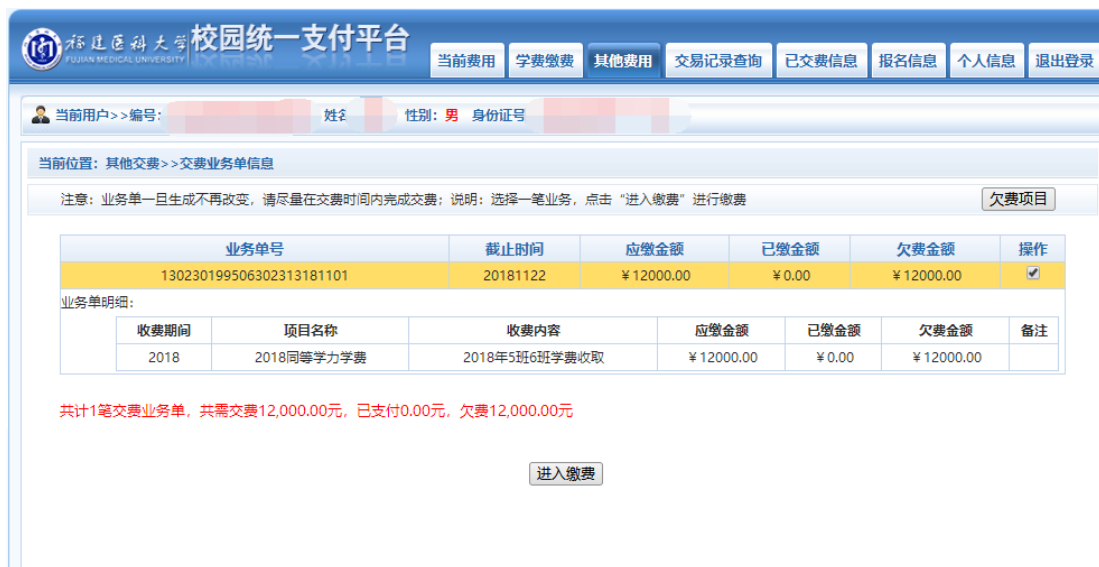 福建医科大学 校园统一支付平台
FUJIAN MEDICAL UNIVERSITY
当前费用 学费缴费 其他费用 交易记录查询 已交费信息 报名信息 个人信息 退出登录
当前用户>>编号: 姓名 性别: 男 身份证号
当前位置: 其他交费>>交费业务单信息
注意: 业务单一旦生成不再改变, 请尽量在交费时间内完成交费; 说明: 选择一笔业务, 点击 “进入缴费” 进行缴费 欠费项目
业务单号 截止时间 应缴金额 已缴金额 欠费金额 操作
130230199506302313181101 20181122 ¥12000.00 ¥0.00 ¥12000.00
业务单明细:
收费期间 项目名称 收费内容 应缴金额 已缴金额 欠费金额 备注
2018 2018同等学力学费 2018年5班6班学费收取 ¥12000.00 ¥0.00 ¥12000.00
共计1笔交费业务单, 共需交费12,000.00元, 已支付0.00元, 欠费12,000.00元
进入缴费